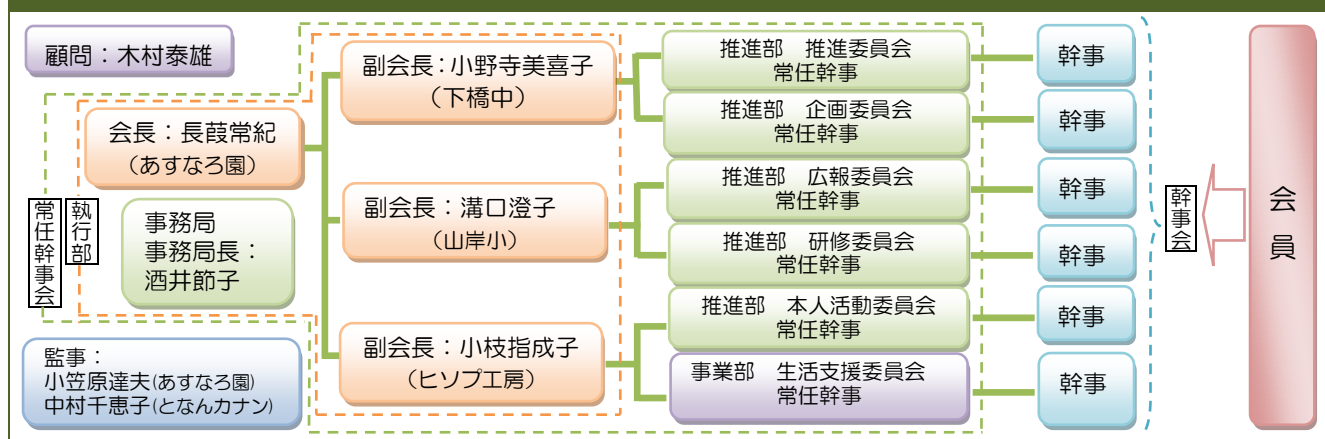 顧問：木村泰雄
会長：長葭常紀
（あすなろ園）
常任幹事会
執行部
事務局
事務局長：
酒井節子
監事：
小笠原達夫(あすなろ園)
中村千恵子(となんカナン)
副会長：小野寺美喜子
（下橋中）
副会長：溝口澄子
（山岸小）
副会長：小枝指成子
（ヒソプ工房）
推進部　推進委員会
常任幹事
推進部　企画委員会
常任幹事
推進部　広報委員会
常任幹事
推進部　研修委員会
常任幹事
推進部　本人活動委員会
常任幹事
事業部　生活支援委員会
常任幹事
幹事
幹事
幹事
幹事
幹事
幹事
幹事会
会員